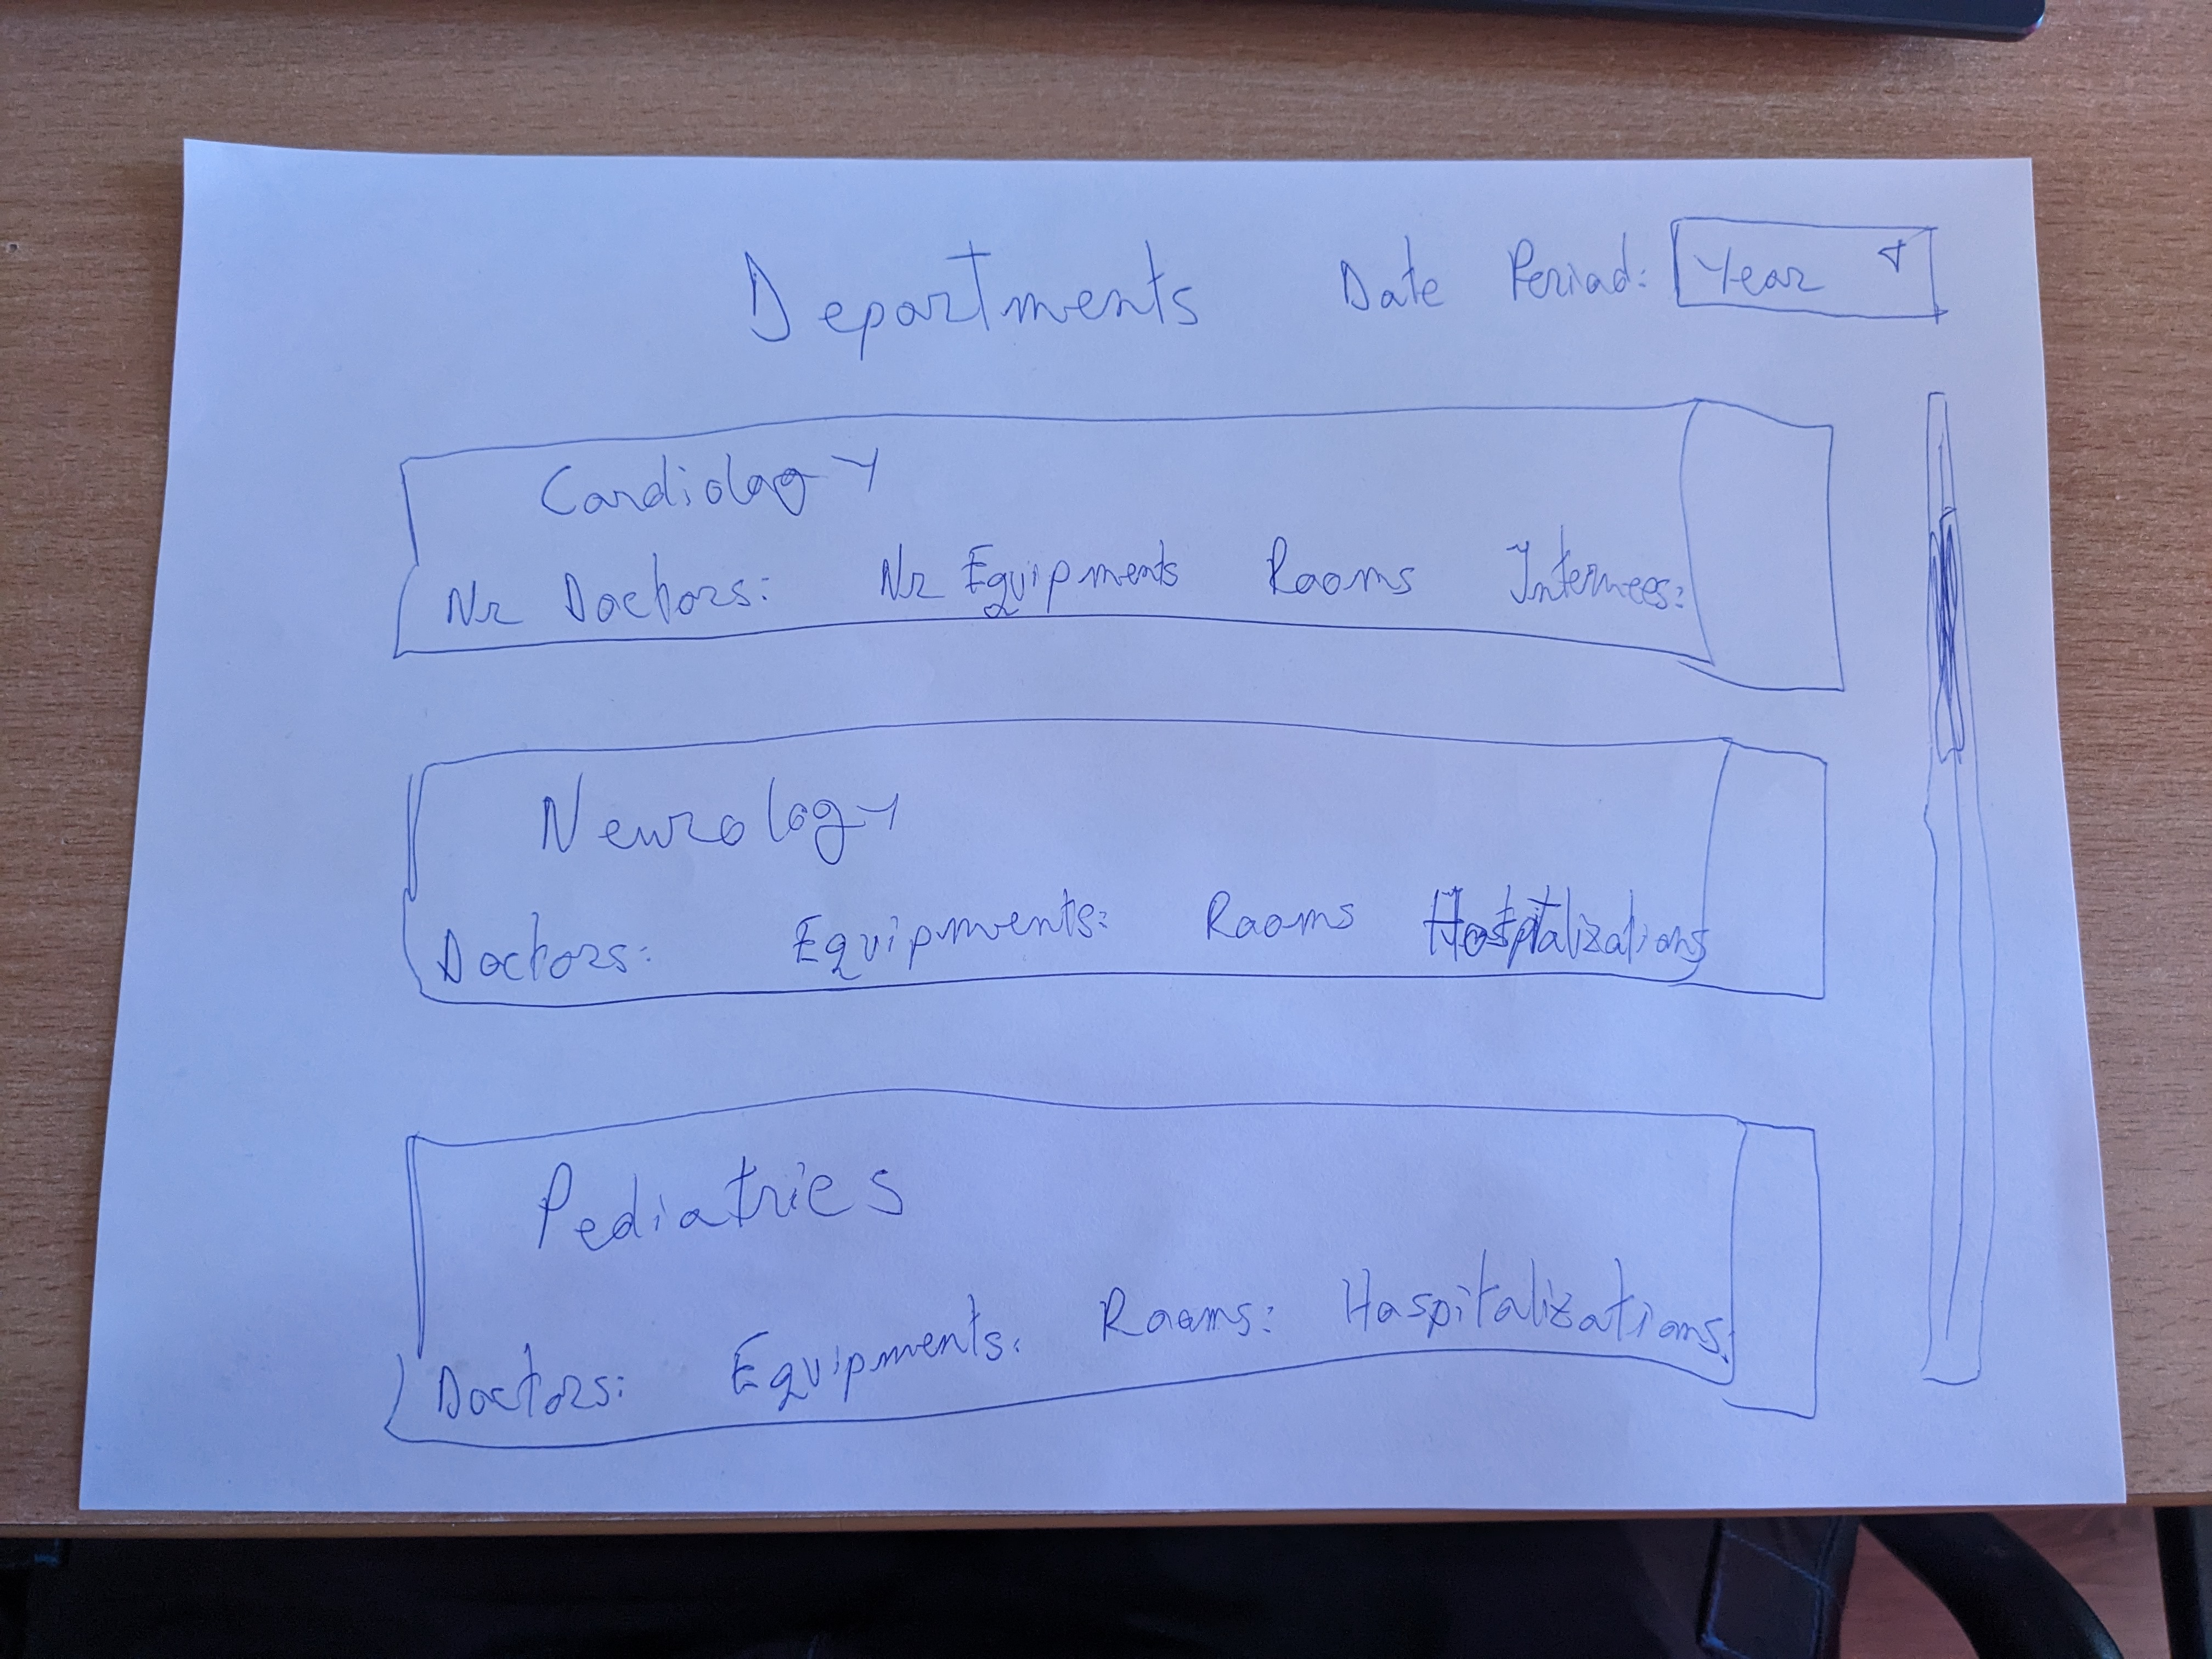 Departments Date Period: Year
Cardiology
Nr Doctors: Nr Equipments Rooms Internees:
Neurology
Doctors: Equipments: Rooms Hospitalizations
Pediatrics
Doctors: Equipments: Rooms: Hospitalizations: